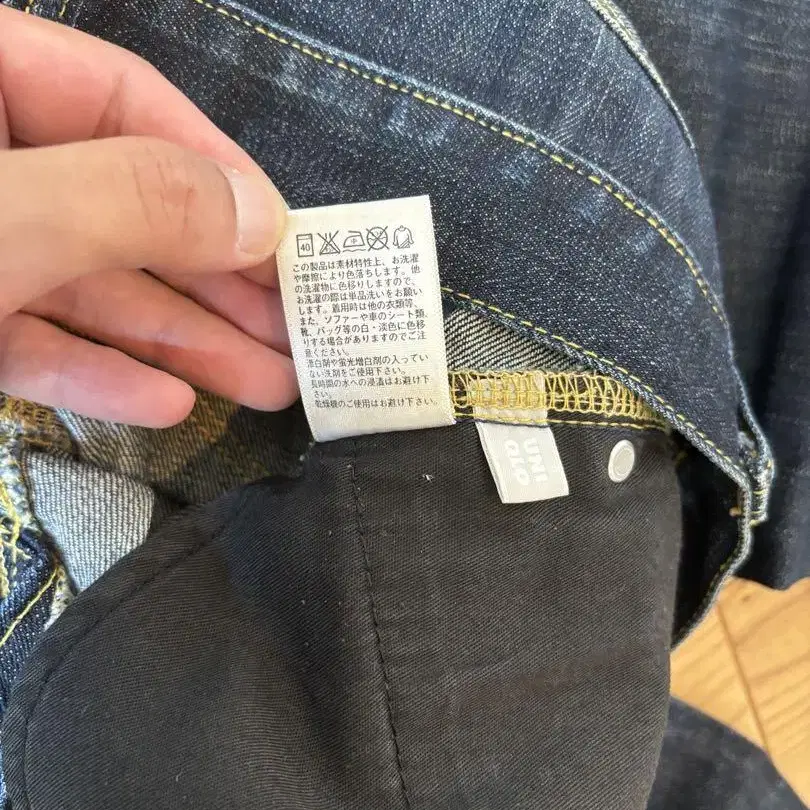 40
中
この製品は素材特性上、お洗濯
や摩擦により色落ちします。他
の洗濯物に色移りしますので、
お洗濯の際は単品洗いをお願い
します。着用時は他の衣類等、
また、ソファーや車のシート類、
靴、バッグ等の白・淡色に色移
りする場合がありますのでご注
意ください。
漂白剤や蛍光増白剤の入ってい
ない洗剤をご使用下さい。
長時間の水への浸漬はお避け下
さい。
乾燥機のご使用はお避け下さい。
UNI
QLO